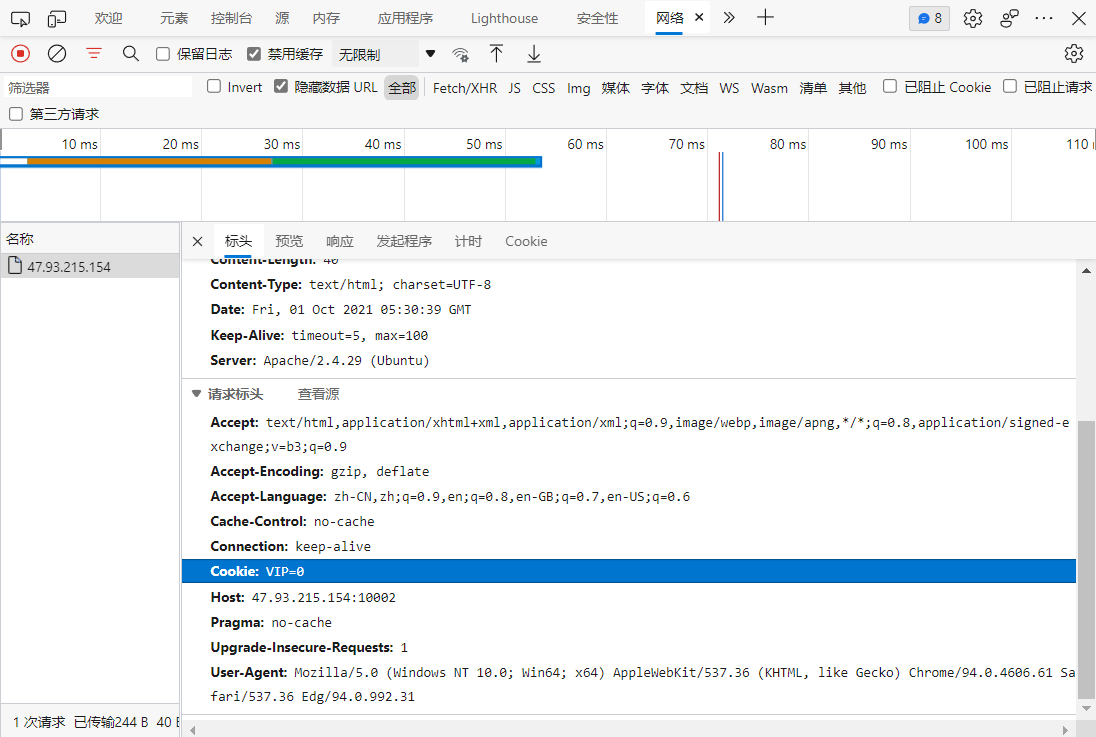 欢迎 元素 控制台 源 内存 应用程序 Lighthouse 安全性 网络 8
保留日志 禁用缓存 无限制
筛选器 Invert 隐藏数据 URL 全部 Fetch/XHR JS CSS Img 媒体 字体 文档 WS Wasm 清单 其他 已阻止 Cookie 已阻止请求
第三方请求
10 ms 20 ms 30 ms 40 ms 50 ms 60 ms 70 ms 80 ms 90 ms 100 ms 110
名称
47.93.215.154
标头 预览 响应 发起程序 计时 Cookie
Content-Length: 40
Content-Type: text/html; charset=UTF-8
Date: Fri, 01 Oct 2021 05:30:39 GMT
Keep-Alive: timeout=5, max=100
Server: Apache/2.4.29 (Ubuntu)
请求标头 查看源
Accept: text/html,application/xhtml+xml,application/xml;q=0.9,image/webp,image/apng,*/*;q=0.8,application/signed-e
xchange;v=b3;q=0.9
Accept-Encoding: gzip, deflate
Accept-Language: zh-CN,zh;q=0.9,en;q=0.8,en-GB;q=0.7,en-US;q=0.6
Cache-Control: no-cache
Connection: keep-alive
Cookie: VIP=0
Host: 47.93.215.154:10002
Pragma: no-cache
Upgrade-Insecure-Requests: 1
User-Agent: Mozilla/5.0 (Windows NT 10.0; Win64; x64) AppleWebKit/537.36 (KHTML, like Gecko) Chrome/94.0.4606.61 Sa
fari/537.36 Edg/94.0.992.31
1 次请求 已传输244 B 40